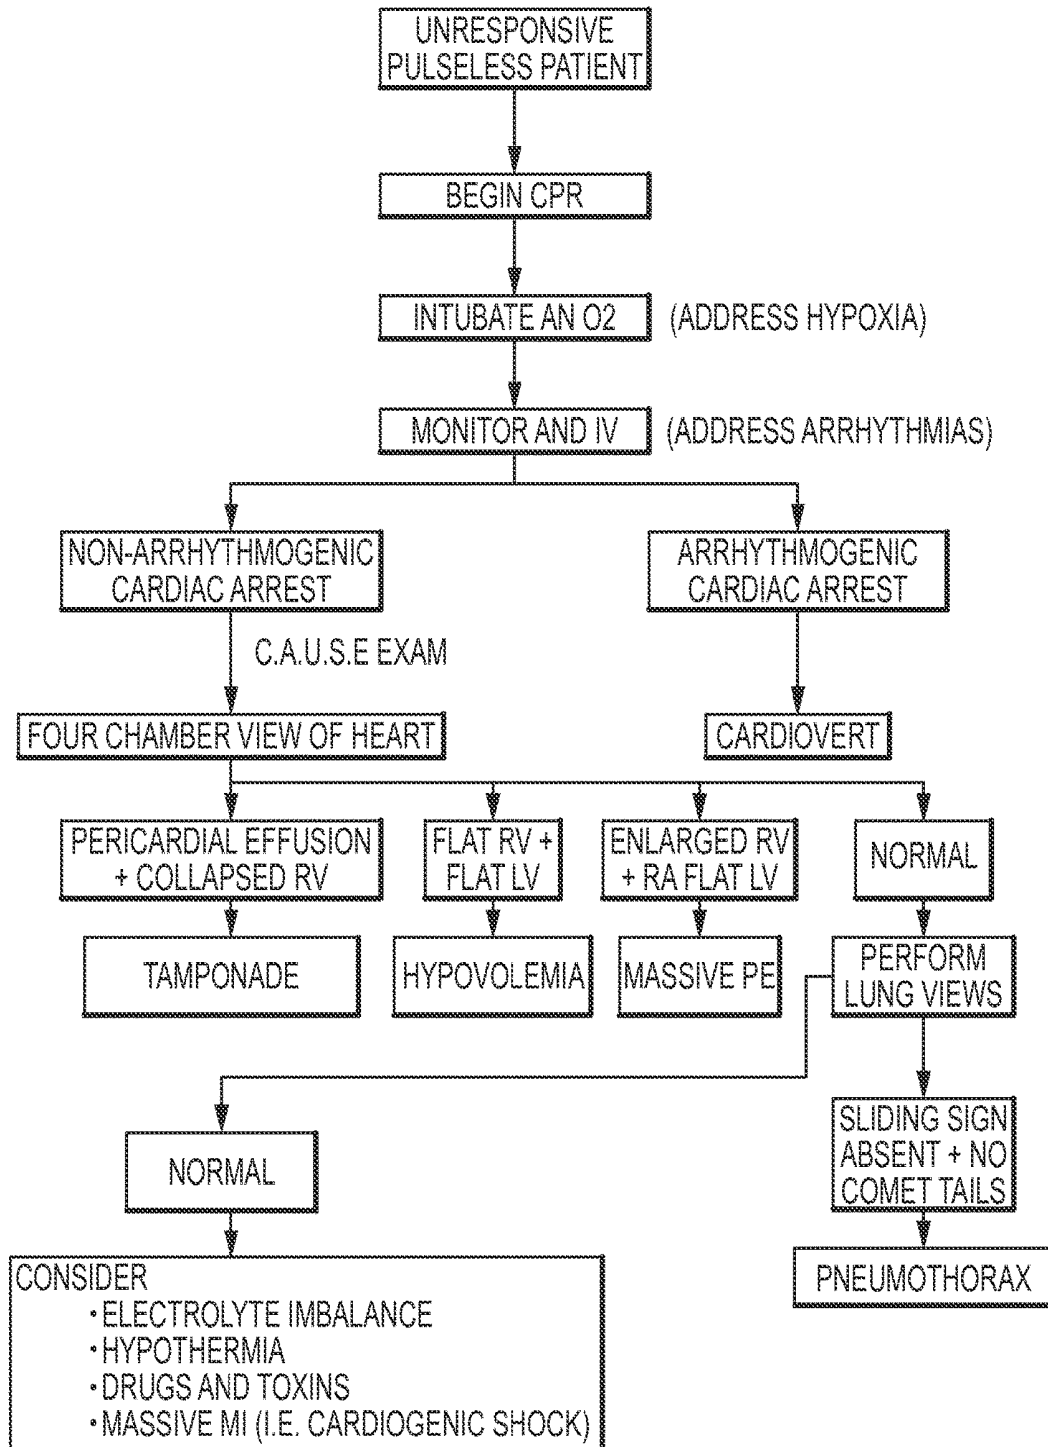 UNRESPONSIVE
PULSELESS PATIENT
BEGIN CPR
INTUBATE AN O2
(ADDRESS HYPOXIA)
MONITOR AND IV
(ADDRESS ARRHYTHMIAS)
NON-ARRHYTHMOGENIC
CARDIAC ARREST
ARRHYTHMOGENIC
CARDIAC ARREST
C.A.U.S.E EXAM
FOUR CHAMBER VIEW OF HEART
CARDIOVERT
PERICARDIAL EFFUSION
+ COLLAPSED RV
FLAT RV +
FLAT LV
ENLARGED RV
+ RA FLAT LV
NORMAL
TAMPONADE
HYPOVOLEMIA
MASSIVE PE
PERFORM
LUNG VIEWS
NORMAL
SLIDING SIGN
ABSENT + NO
COMET TAILS
PNEUMOTHORAX
CONSIDER
• ELECTROLYTE IMBALANCE
• HYPOTHERMIA
• DRUGS AND TOXINS
• MASSIVE MI (I.E. CARDIOGENIC SHOCK)